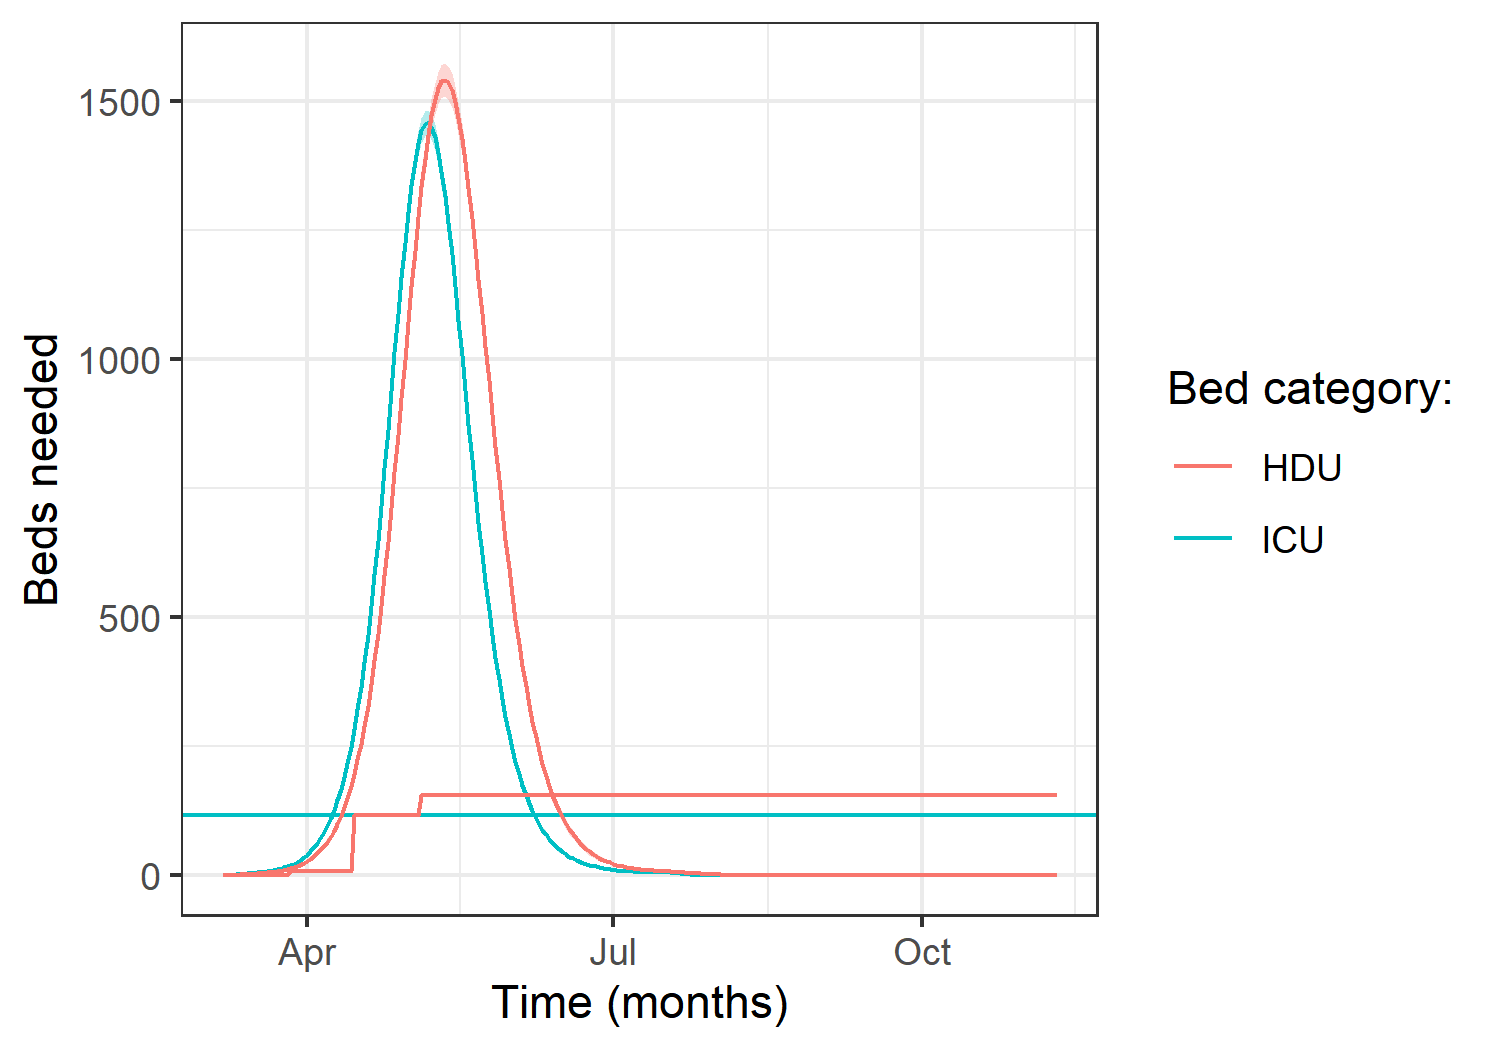 1500
1000
500
0
Beds needed
Apr
Jul
Oct
Time (months)
Bed category:
HDU
ICU